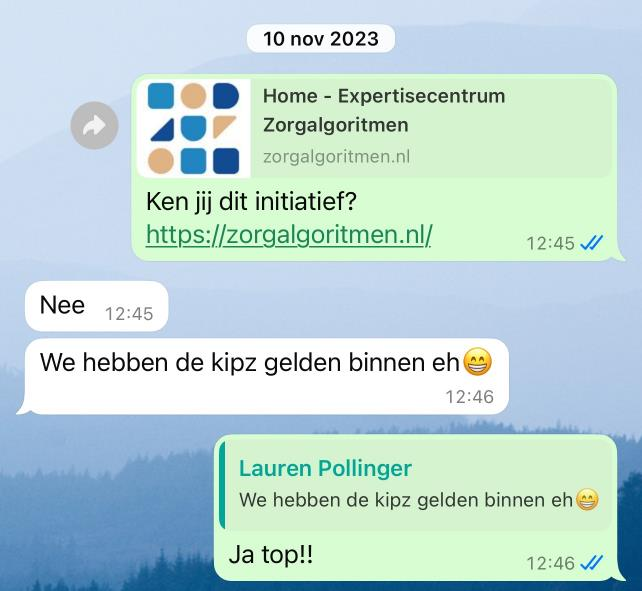 10 nov 2023
Home - Expertisecentrum
Zorgalgoritmen
zorgalgoritmen.nl
Ken jij dit initiatief?
https://zorgalgoritmen.nl/
12:45
Nee
12:45
We hebben de kipz gelden binnen eh😁
12:46
Lauren Pollinger
We hebben de kipz gelden binnen eh😁
Ja top!!
12:46